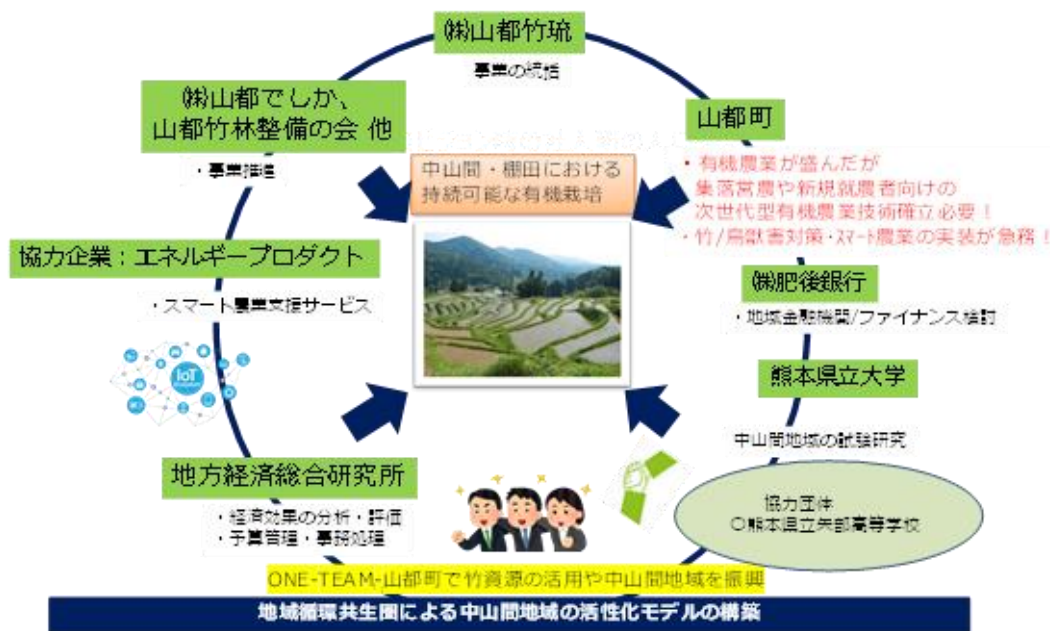 ㈱山都竹琉
事業の統括
㈱山都でしか、
山都竹林整備の会 他
・事業推進
山都町
・有機農業が盛んだが
集落営農や新規就農者向けの
次世代型有機農業技術確立必要！
・竹/鳥獣害対策・スマート農業の実装が急務！
中山間・棚田における
持続可能な有機栽培
協力企業：エネルギープロダクト
・スマート農業支援サービス
IoT
㈱肥後銀行
・地域金融機関/ファイナンス検討
熊本県立大学
中山間地域の試験研究
地方経済総合研究所
・経済効果の分析・評価
・予算管理・事務処理
協力団体
〇熊本県立矢部高等学校
ONE-TEAM-山都町で竹資源の活用や中山間地域を振興
地域循環共生圏による中山間地域の活性化モデルの構築